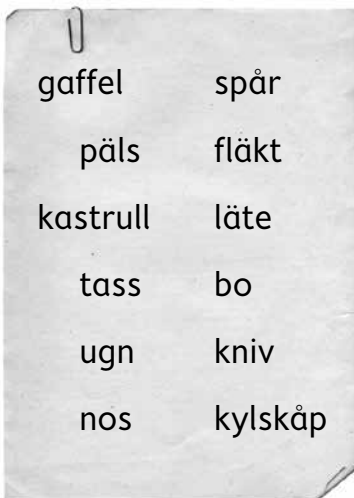 gaffel spår
päls fläkt
kastrull läte
tass bo
ugn kniv
nos kylskåp